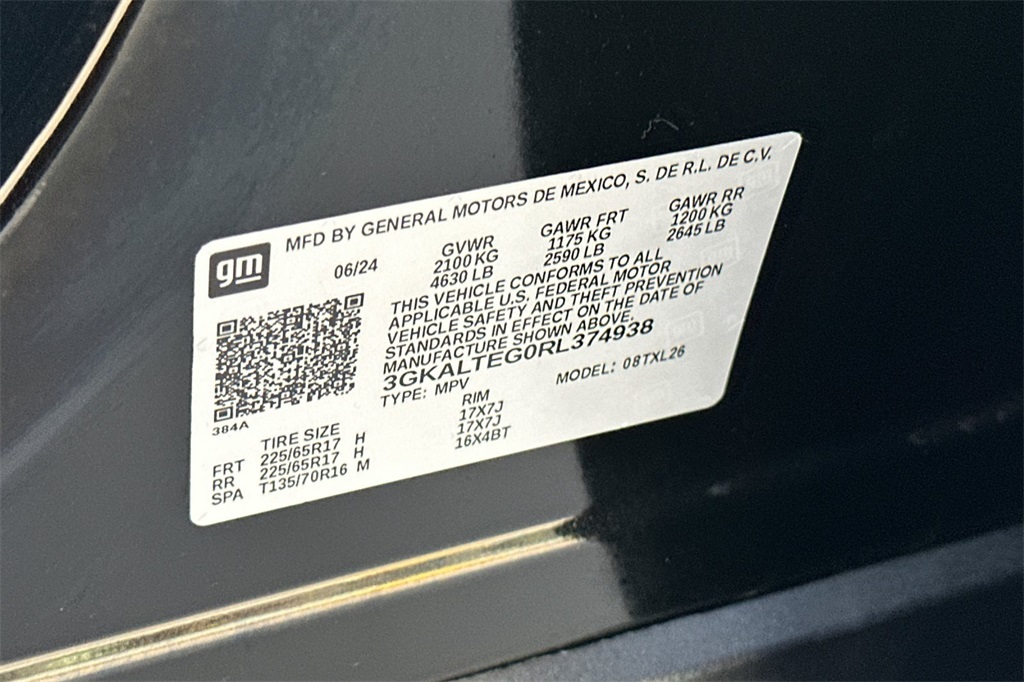 gm
MFD BY GENERAL MOTORS DE MEXICO, S. DE R.L. DE C.V.
06/24
GVWR
2100 KG
4630 LB
GAWR FRT
1175 KG
2590 LB
GAWR RR
1200 KG
2645 LB
THIS VEHICLE CONFORMS TO ALL
APPLICABLE U.S. FEDERAL MOTOR
VEHICLE SAFETY AND THEFT PREVENTION
STANDARDS IN EFFECT ON THE DATE OF
MANUFACTURE SHOWN ABOVE.
3GKALTEG0RL374938
TYPE: MPV
MODEL: 08TXL26
384A
TIRE SIZE
RIM
FRT 225/65R17 H 17X7J
RR 225/65R17 H 17X7J
SPA T135/70R16 M 16X4BT